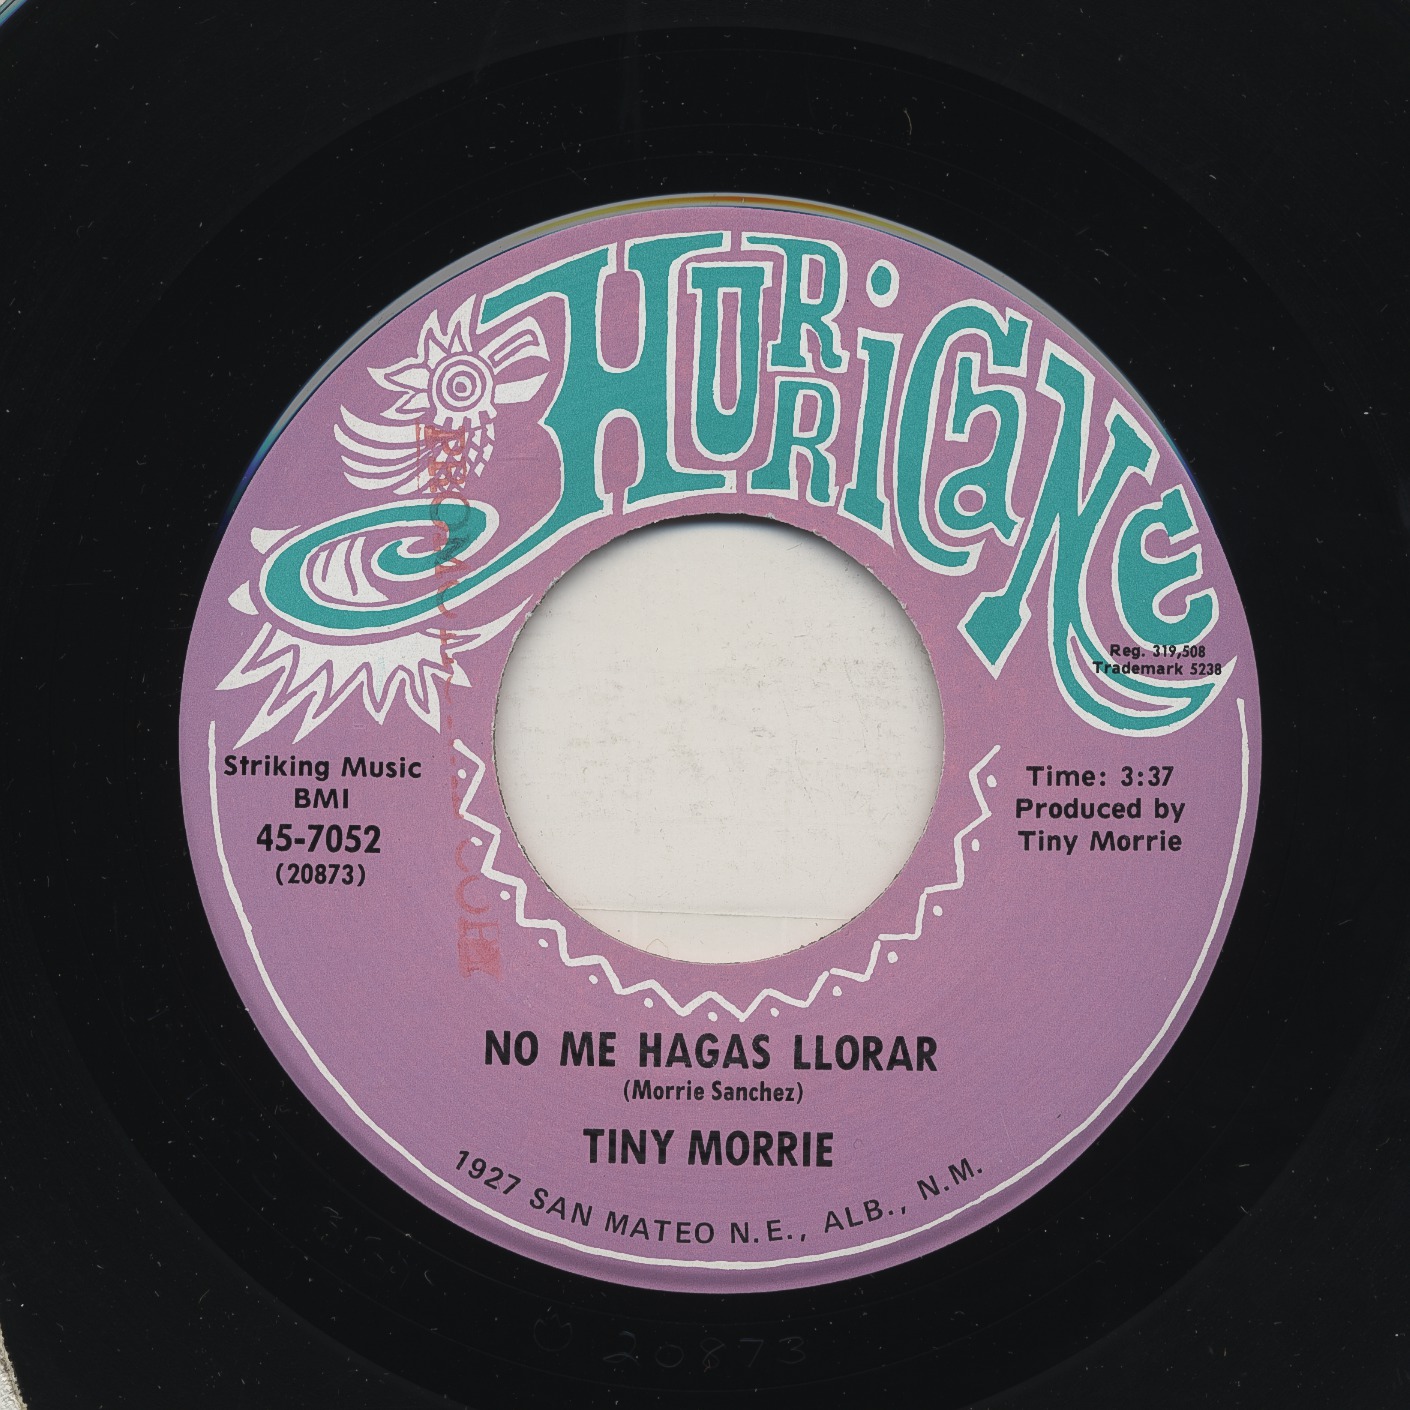 HURRiCaNe
Reg. 319,508
Trademark 5238
Striking Music
BMI
45-7052
(20873)
Time: 3:37
Produced by
Tiny Morrie
NO ME HAGAS LLORAR
(Morrie Sanchez)
TINY MORRIE
1927 SAN MATEO N.E., ALB., N.M.
20873